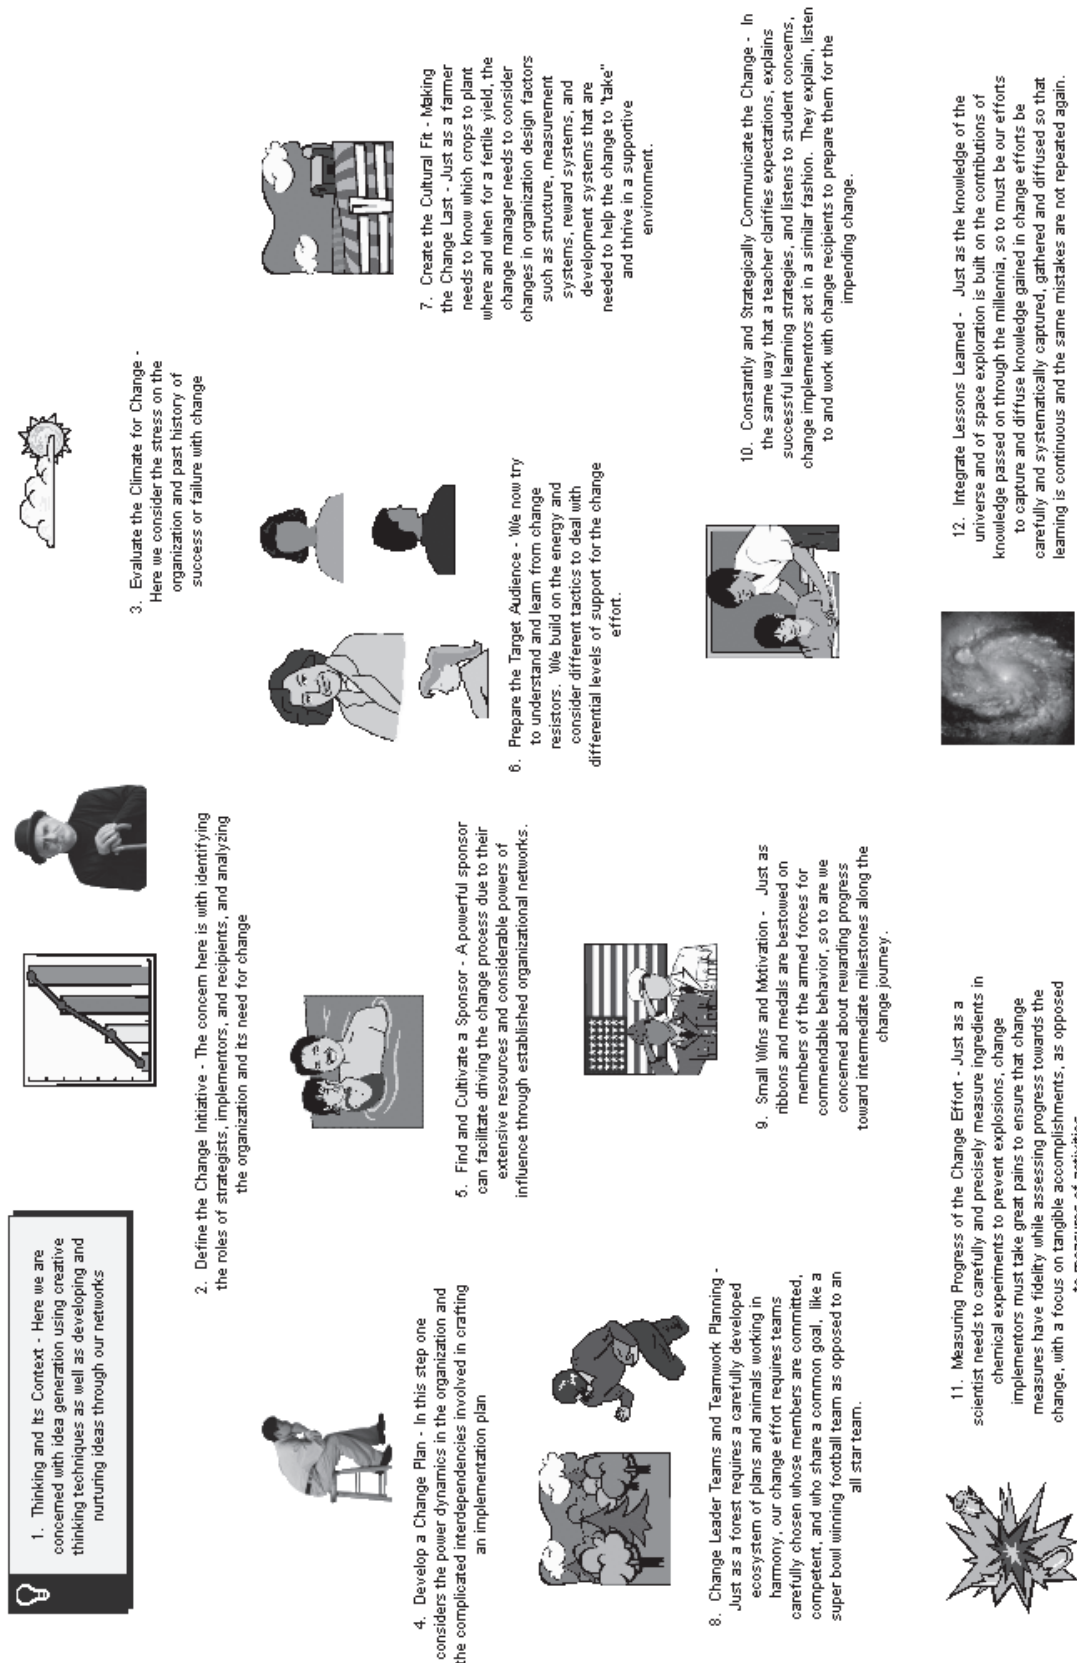 1. Thinking and Its Context - Here we are
concerned with idea generation using creative
thinking techniques as well as developing and
nurturing ideas through our networks
2. Define the Change Initiative - The concern here is with identifying
the roles of strategists, implementors, and recipients, and analyzing
the organization and its need for change
3. Evaluate the Climate for Change -
Here we consider the stress on the
organization and past history of
success or failure with change
4. Develop a Change Plan - In this step one
considers the power dynamics in the organization and
the complicated interdependencies involved in crafting
an implementation plan
5. Find and Cultivate a Sponsor - A powerful sponsor
can facilitate driving the change process due to their
extensive resources and considerable powers of
influence through established organizational networks.
6. Prepare the Target Audience - We now try
to understand and learn from change
resistors. We build on the energy and
consider different tactics to deal with
differential levels of support for the change
effort.
7. Create the Cultural Fit - Making
the Change Last - Just as a farmer
needs to know which crops to plant
where and when for a fertile yield, the
change manager needs to consider
changes in organization design factors
such as structure, measurement
systems, reward systems, and
development systems that are
needed to help the change to "take"
and thrive in a supportive
environment.
8. Change Leader Teams and Teamwork Planning -
Just as a forest requires a carefully developed
ecosystem of plans and animals working in
harmony, our change effort requires teams
carefully chosen whose members are committed,
competent, and who share a common goal, like a
super bowl winning football team as opposed to an
all star team.
9. Small Wins and Motivation - Just as
ribbons and medals are bestowed on
members of the armed forces for
commendable behavior, so to are we
concerned about rewarding progress
toward intermediate milestones along the
change journey.
10. Constantly and Strategically Communicate the Change - In
the same way that a teacher clarifies expectations, explains
successful learning strategies, and listens to student concerns,
change implementors act in a similar fashion. They explain, listen
to and work with change recipients to prepare them for the
impending change.
11. Measuring Progress of the Change Effort - Just as a
scientist needs to carefully and precisely measure ingredients in
chemical experiments to prevent explosions, change
implementors must take great pains to ensure that change
measures have fidelity while assessing progress towards the
change, with a focus on tangible accomplishments, as opposed
to measures of activities
12. Integrate Lessons Learned - Just as the knowledge of the
universe and of space exploration is built on the contributions of
knowledge passed on through the millennia, so to must be our efforts
to capture and diffuse knowledge gained in change efforts be
carefully and systematically captured, gathered and diffused so that
learning is continuous and the same mistakes are not repeated again.